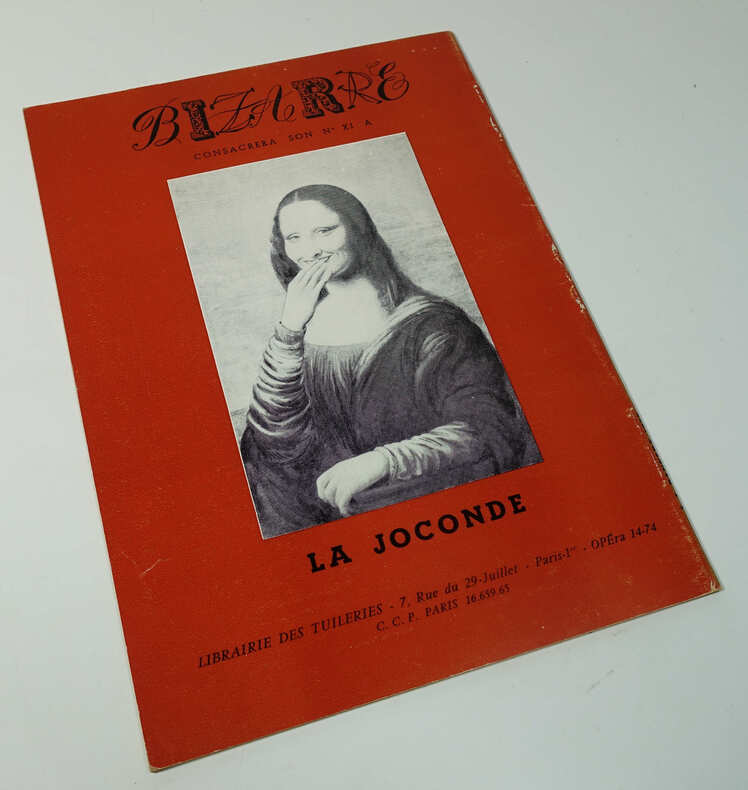 BIZARRE
CONSACRERA SON N° XI A
LA JOCONDE
LIBRAIRIE DES TUILERIES - 7, Rue du 29-Juillet · Paris-1er · OPÉra 14-74
C. C. P. PARIS 16.659.65